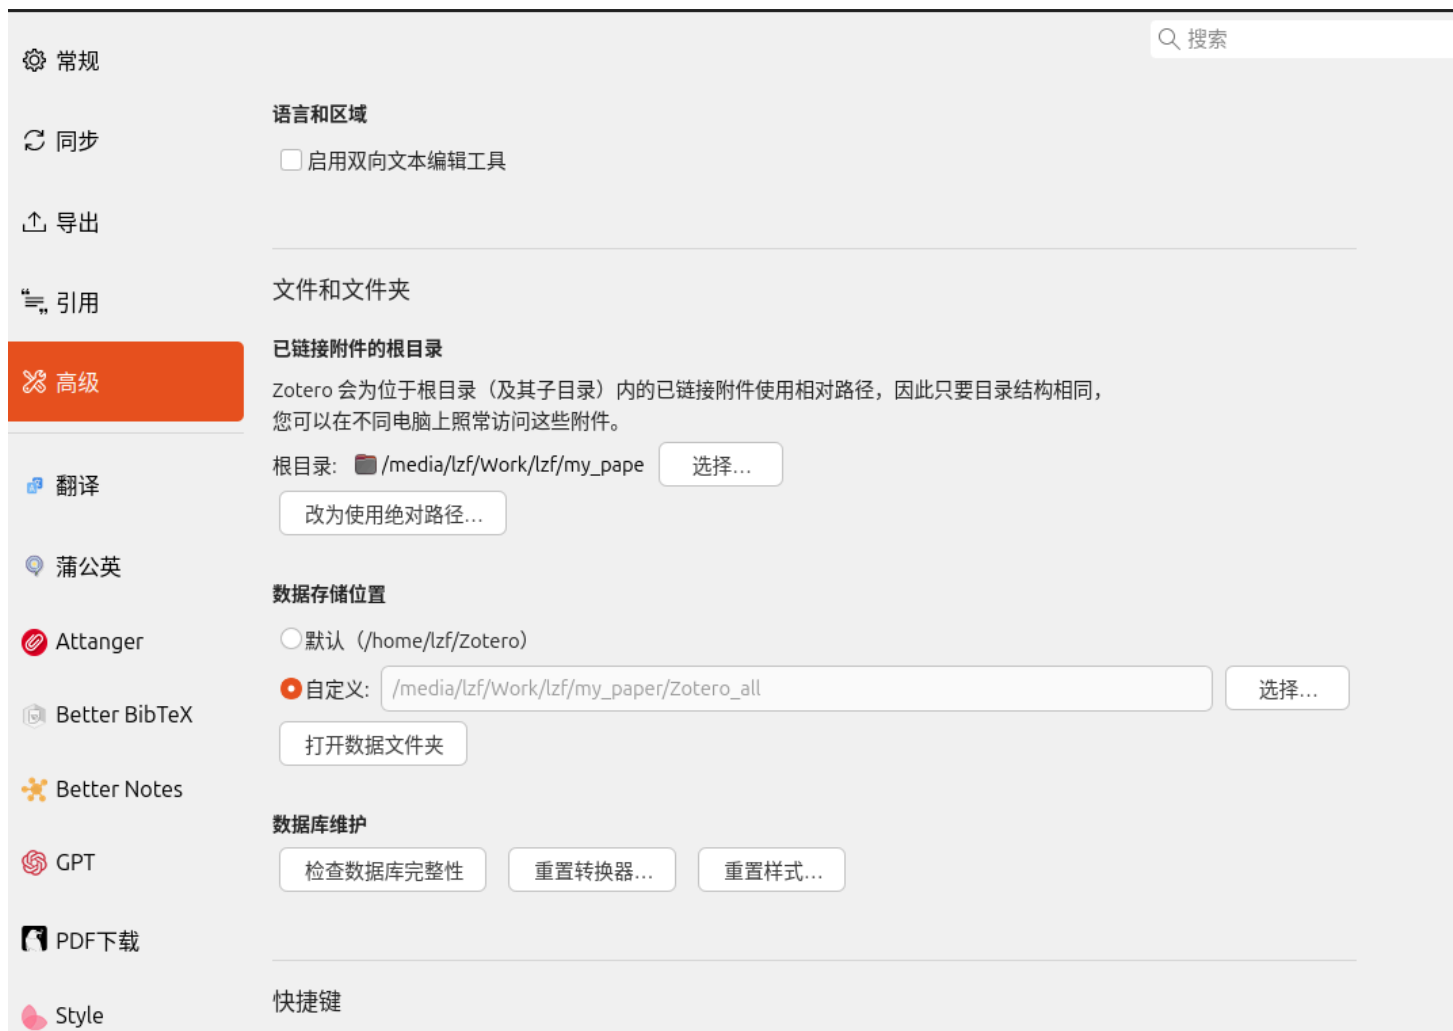 搜索
常规
同步
导出
引用
高级
翻译
蒲公英
Attanger
Better BibTeX
Better Notes
GPT
PDF下载
Style
语言和区域
启用双向文本编辑工具
文件和文件夹
已链接附件的根目录
Zotero 会为位于根目录（及其子目录）内的已链接附件使用相对路径，因此只要目录结构相同，
您可以在不同电脑上照常访问这些附件。
根目录: /media/lzf/Work/lzf/my_pape 选择...
改为使用绝对路径...
数据存储位置
默认（/home/lzf/Zotero）
自定义: /media/lzf/Work/lzf/my_paper/Zotero_all 选择...
打开数据文件夹
数据库维护
检查数据库完整性 重置转换器... 重置样式...
快捷键